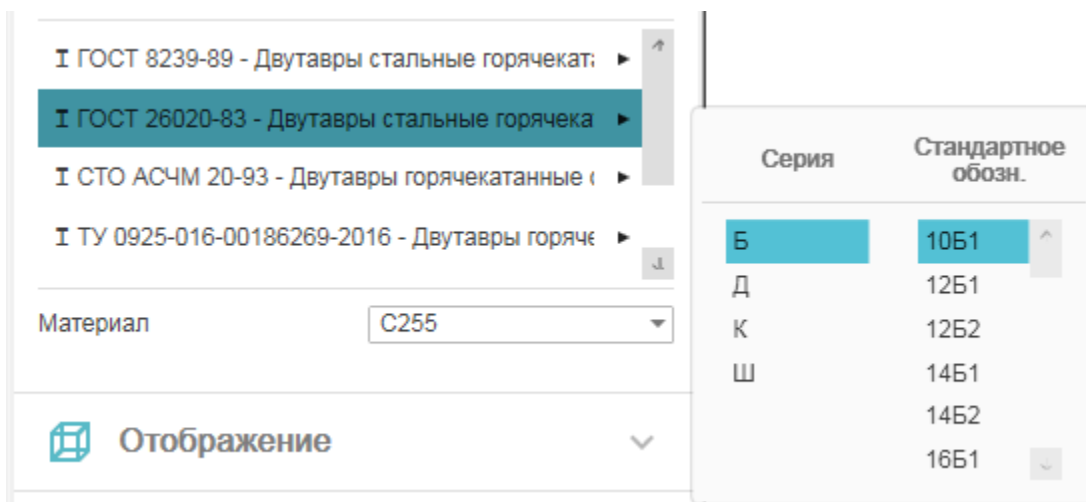 ГОСТ 8239-89 - Двутавры стальные горячекат
ГОСТ 26020-83 - Двутавры стальные горячека
СТО АСЧМ 20-93 - Двутавры горячекатанные
ТУ 0925-016-00186269-2016 - Двутавры горяче
Материал
С255
Отображение
Серия
Стандартное
обозн.
Б
10Б1
Д
12Б1
К
12Б2
Ш
14Б1
14Б2
16Б1